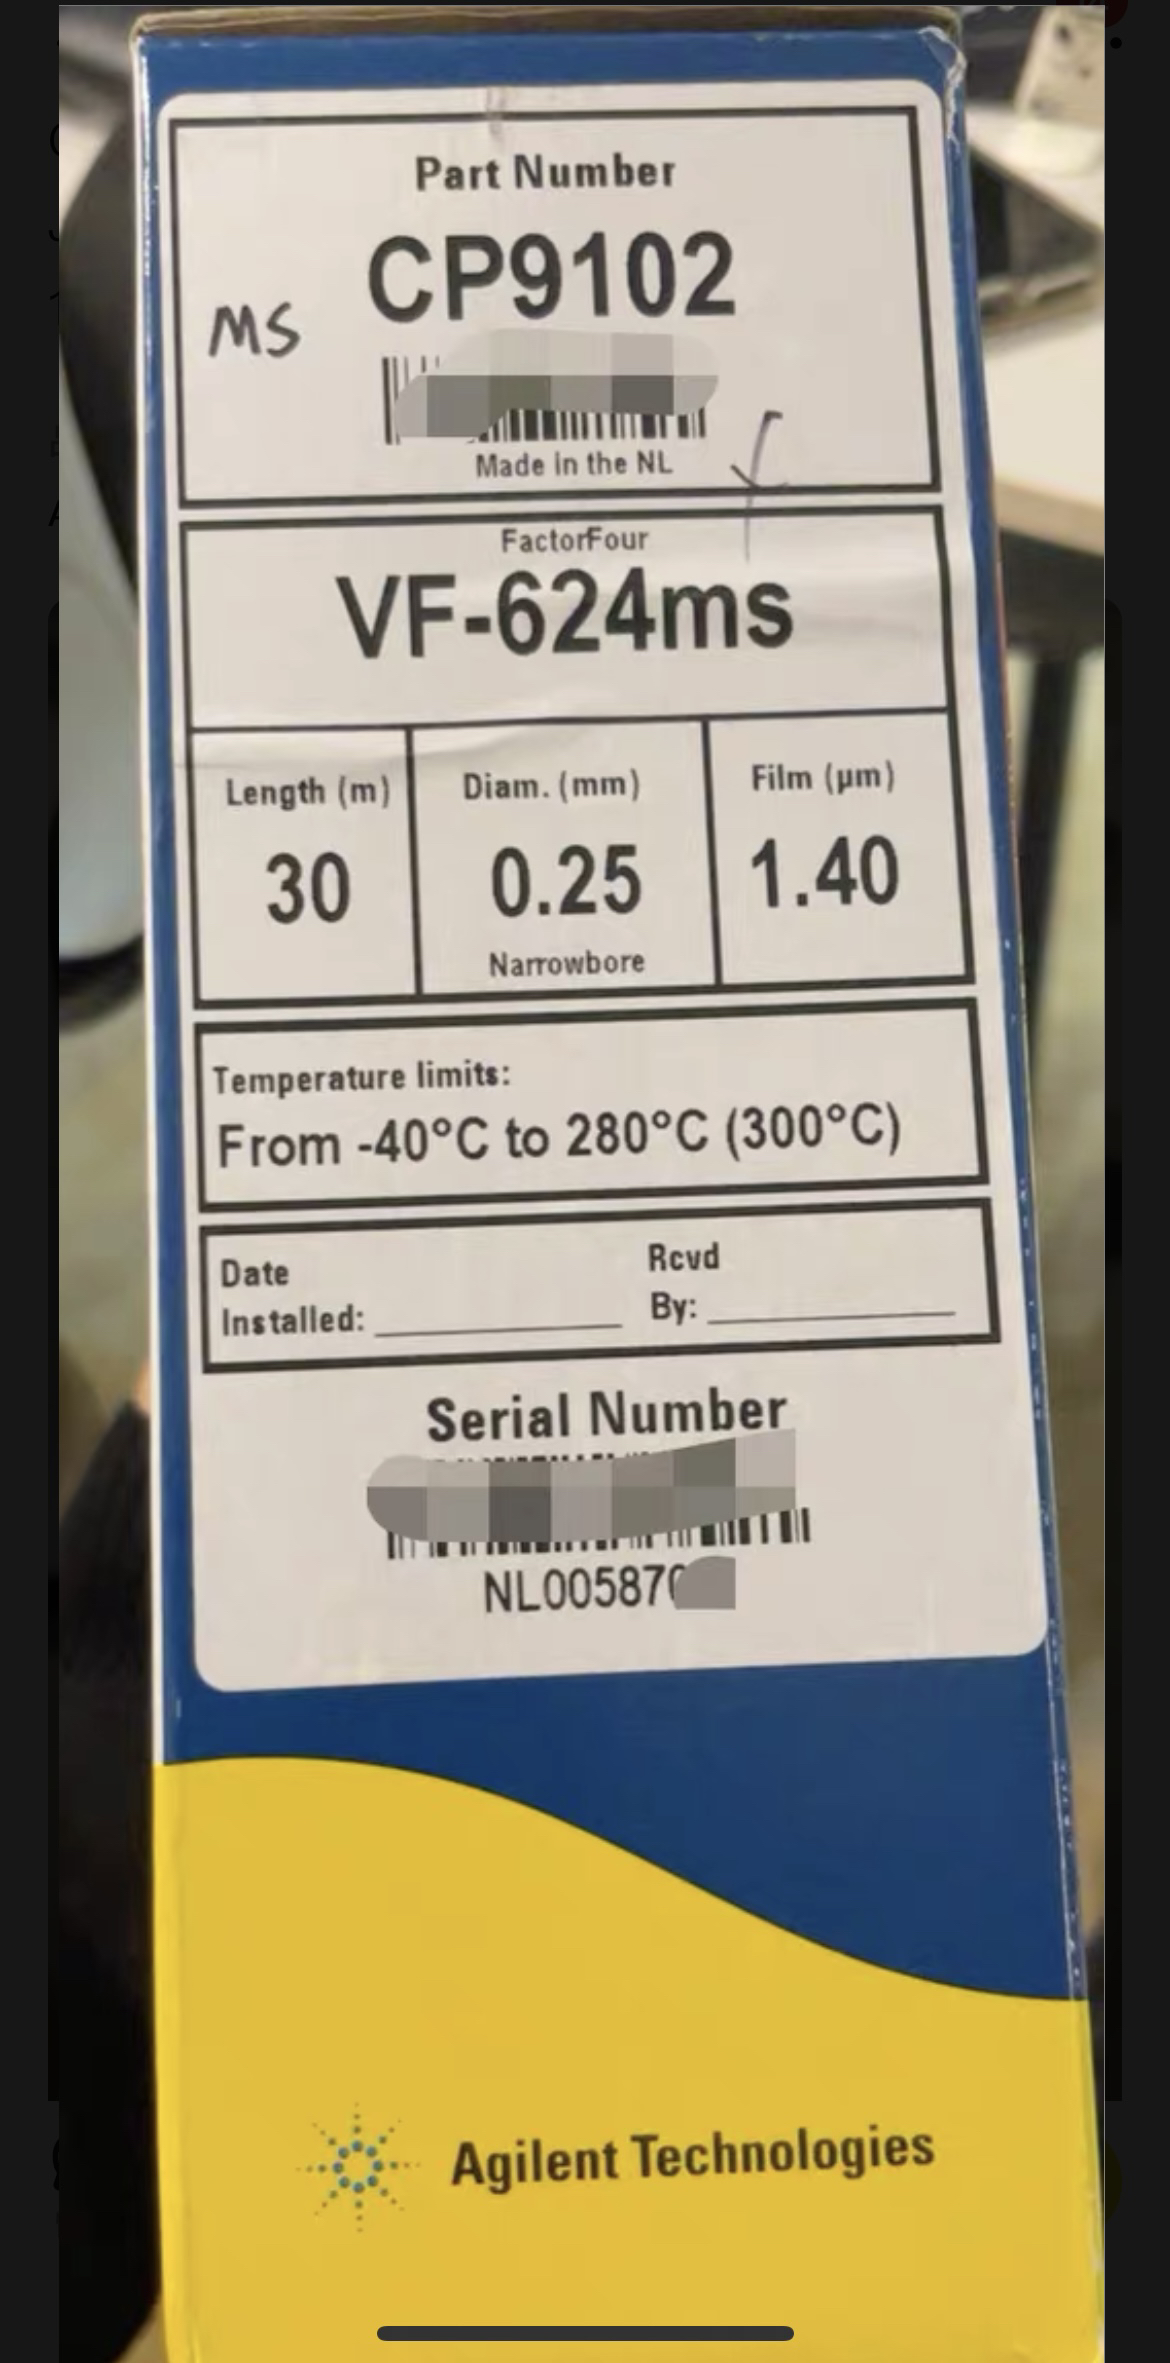 Part Number
CP9102
MS
Made in the NL
FactorFour
VF-624ms
Length (m)
Diam. (mm)
Film (µm)
30
0.25
1.40
Narrowbore
Temperature limits:
From -40°C to 280°C (300°C)
Date
Installed:
Rcvd
By:
Serial Number
NL005870
Agilent Technologies